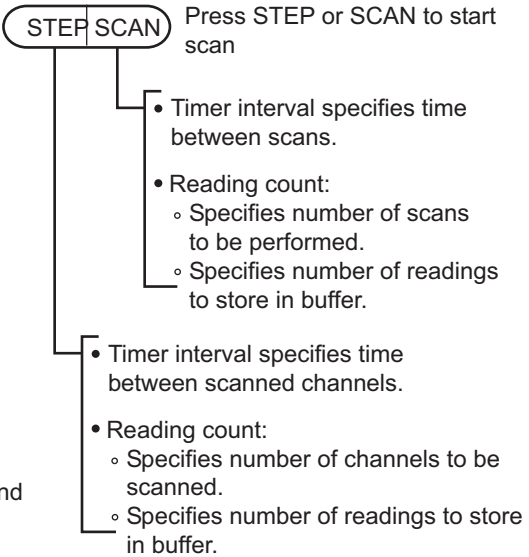 STEP SCAN
Press STEP or SCAN to start
scan
• Timer interval specifies time
between scans.
• Reading count:
◦ Specifies number of scans
to be performed.
◦ Specifies number of readings
to store in buffer.
• Timer interval specifies time
between scanned channels.
• Reading count:
◦ Specifies number of channels to be
scanned.
◦ Specifies number of readings to store
in buffer.